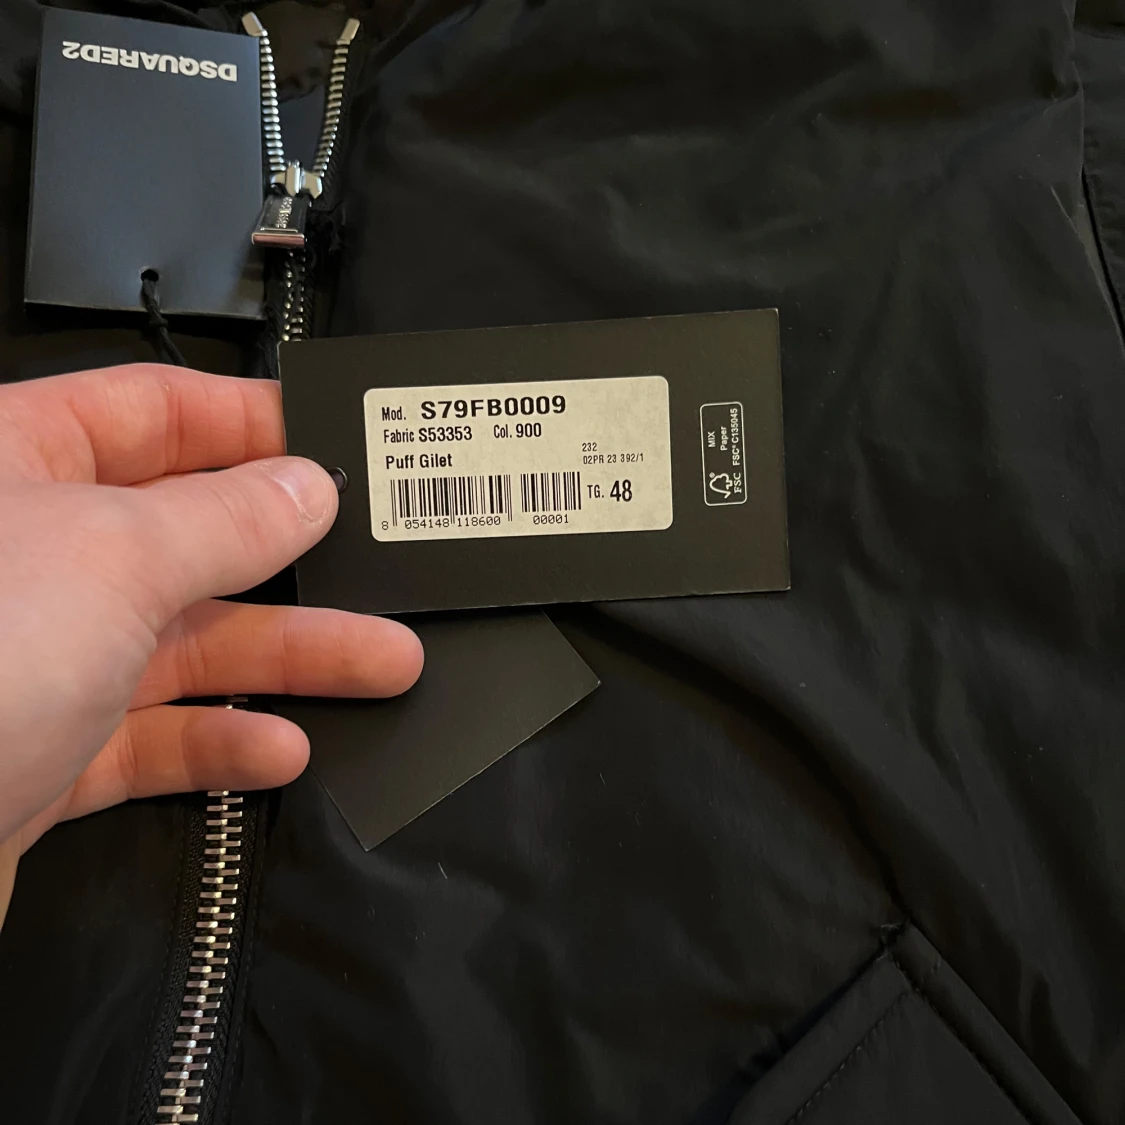 DSQUARED2
Mod. S79FB0009
Fabric S53353 Col. 900
Puff Gilet
232
02PR 23 392/1
TG. 48
8 054148 118600 00001
MIX
Paper
FSC® C135045
FSC